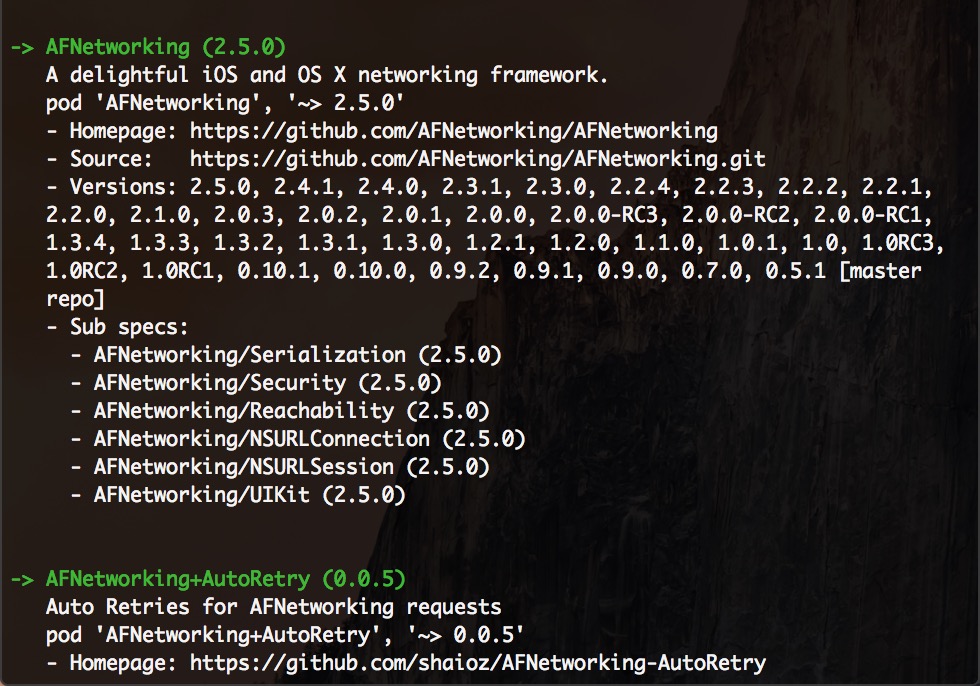 -> AFNetworking (2.5.0)
A delightful iOS and OS X networking framework.
pod 'AFNetworking', '~> 2.5.0'
- Homepage: https://github.com/AFNetworking/AFNetworking
- Source:   https://github.com/AFNetworking/AFNetworking.git
- Versions: 2.5.0, 2.4.1, 2.4.0, 2.3.1, 2.3.0, 2.2.4, 2.2.3, 2.2.2, 2.2.1,
2.2.0, 2.1.0, 2.0.3, 2.0.2, 2.0.1, 2.0.0, 2.0.0-RC3, 2.0.0-RC2, 2.0.0-RC1,
1.3.4, 1.3.3, 1.3.2, 1.3.1, 1.3.0, 1.2.1, 1.2.0, 1.1.0, 1.0.1, 1.0, 1.0RC3,
1.0RC2, 1.0RC1, 0.10.1, 0.10.0, 0.9.2, 0.9.1, 0.9.0, 0.7.0, 0.5.1 [master
repo]
- Sub specs:
- AFNetworking/Serialization (2.5.0)
- AFNetworking/Security (2.5.0)
- AFNetworking/Reachability (2.5.0)
- AFNetworking/NSURLConnection (2.5.0)
- AFNetworking/NSURLSession (2.5.0)
- AFNetworking/UIKit (2.5.0)
-> AFNetworking+AutoRetry (0.0.5)
Auto Retries for AFNetworking requests
pod 'AFNetworking+AutoRetry', '~> 0.0.5'
- Homepage: https://github.com/shaioz/AFNetworking-AutoRetry